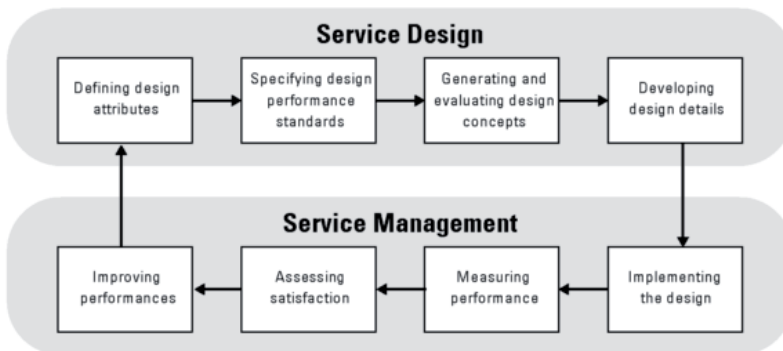 Service Design
Defining design
attributes
Specifying design
performance
standards
Generating and
evaluating design
concepts
Developing
design details
Service Management
Improving
performances
Assessing
satisfaction
Measuring
performance
Implementing
the design